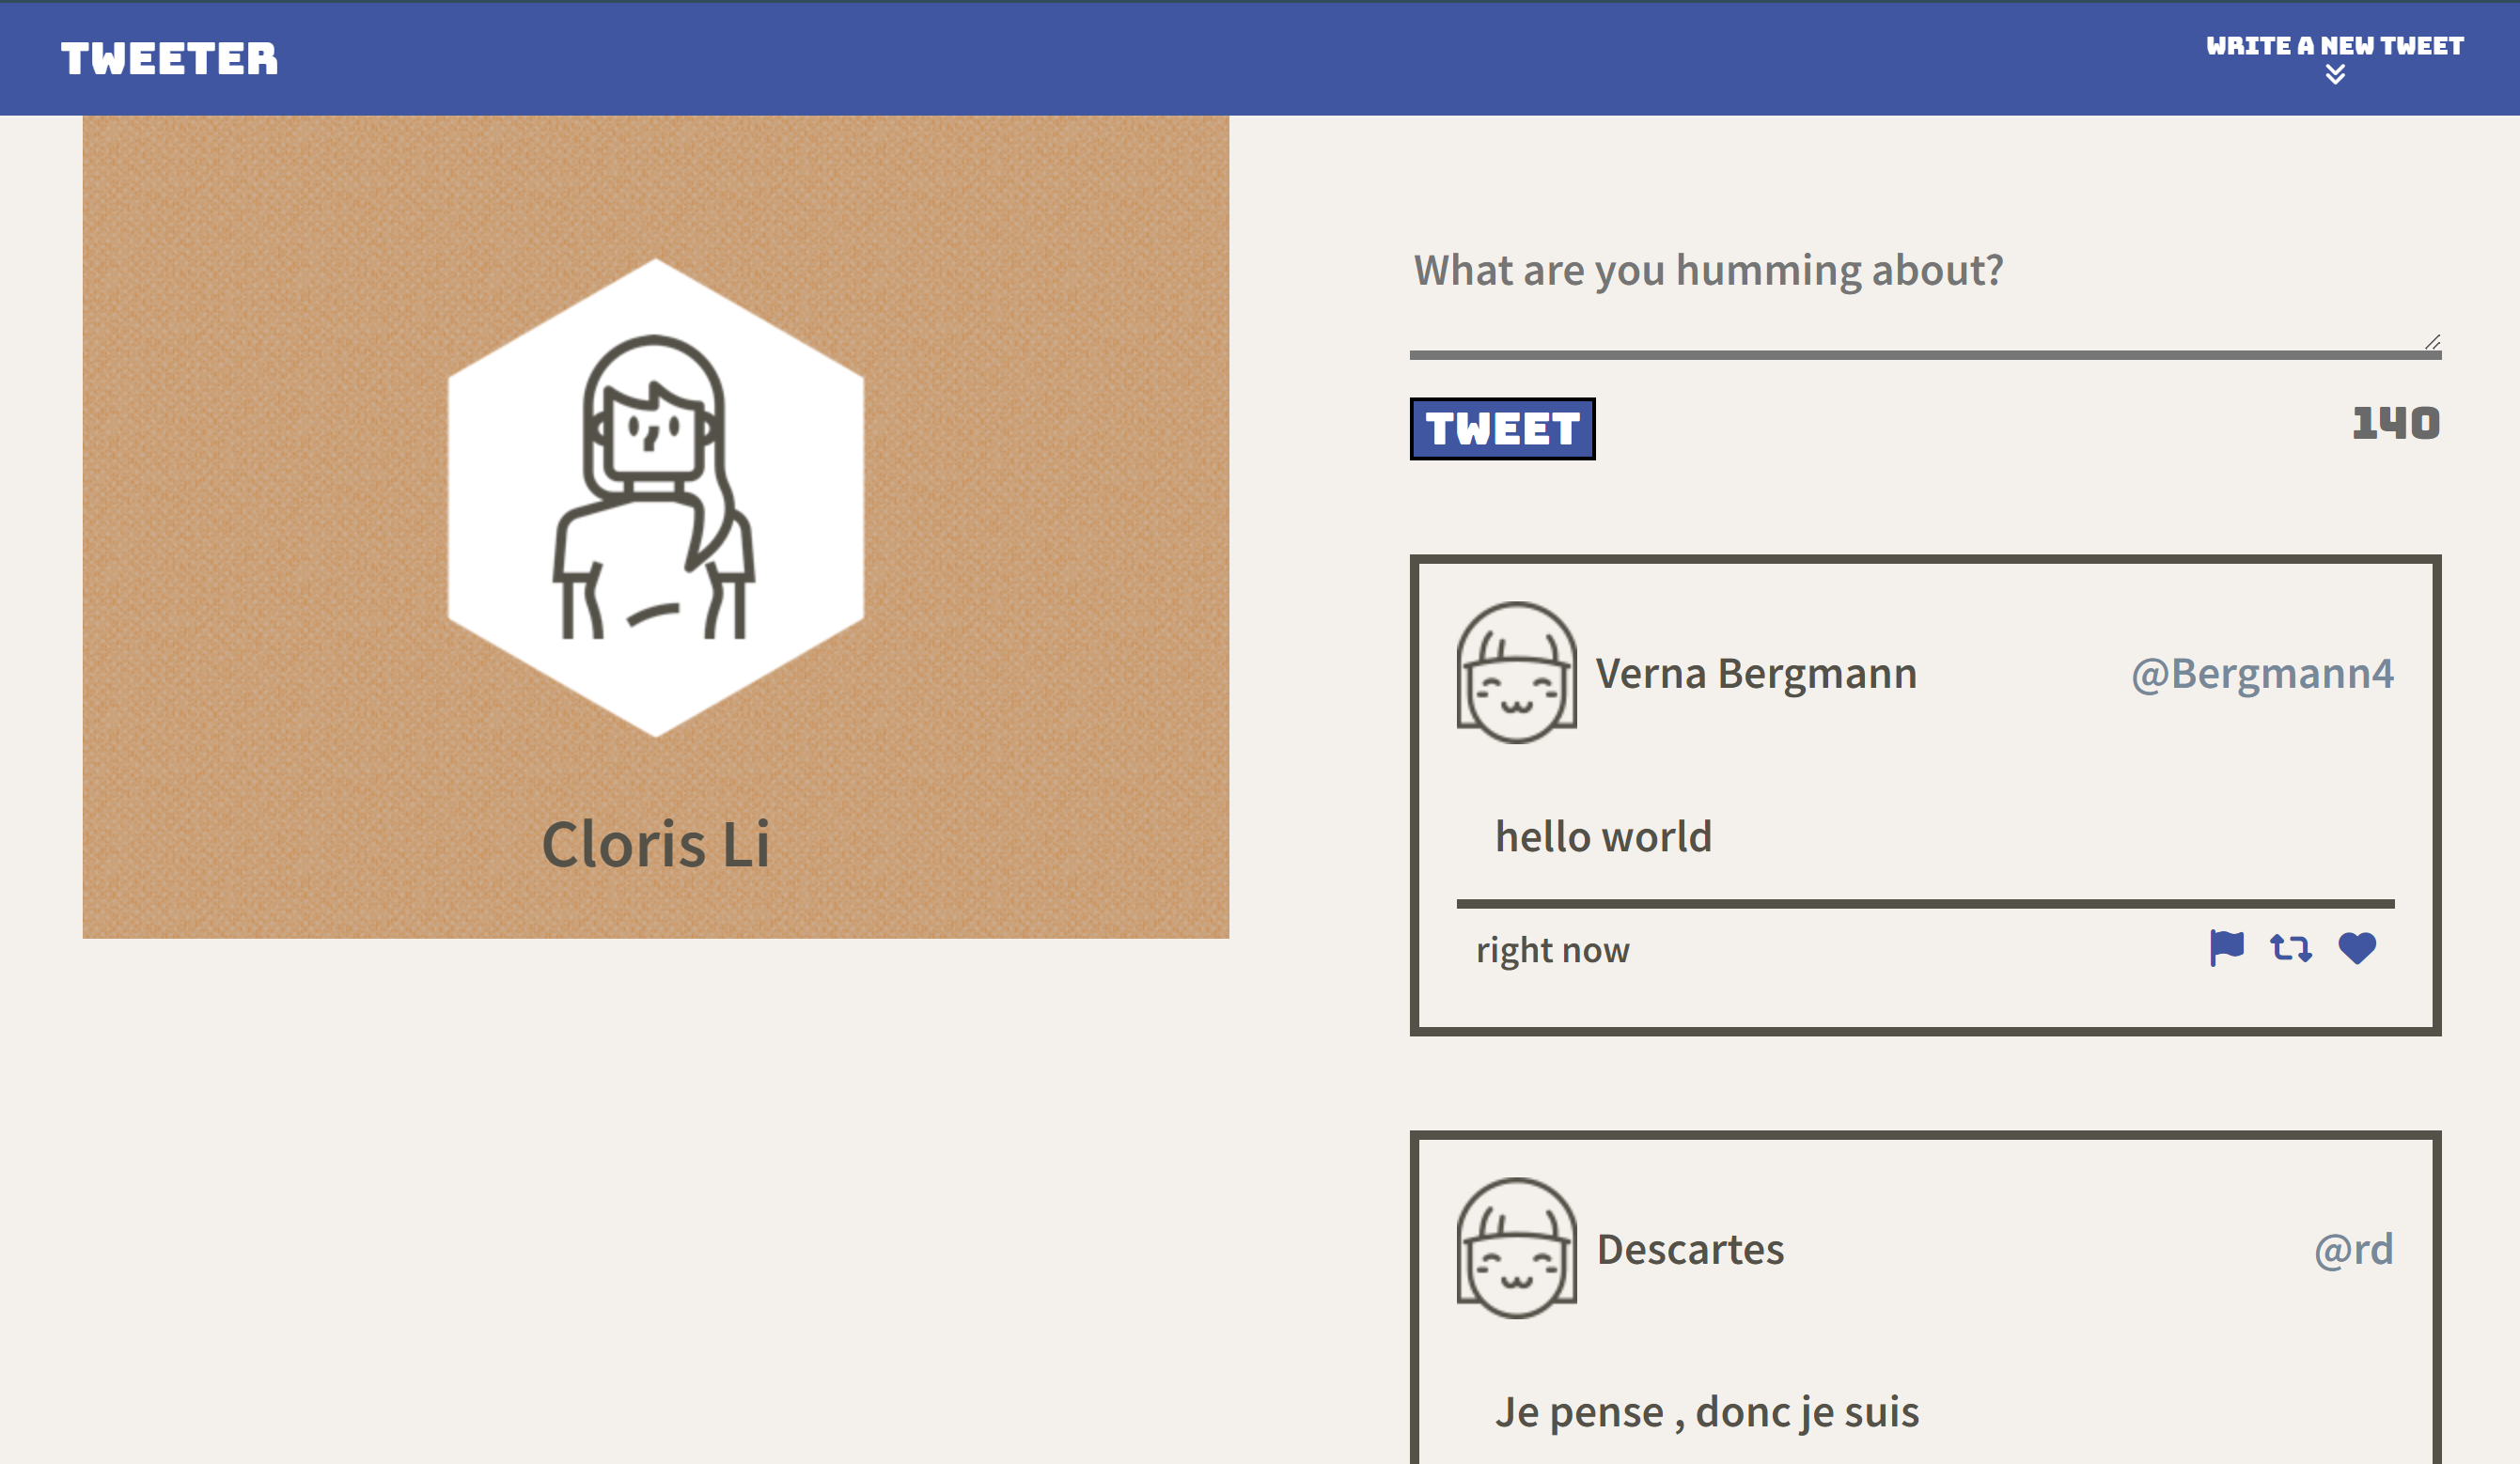 TWEETER
WRITE A NEW TWEET
Cloris Li
What are you humming about?
TWEET
140
Verna Bergmann
@Bergmann4
hello world
right now
Descartes
@rd
Je pense , donc je suis